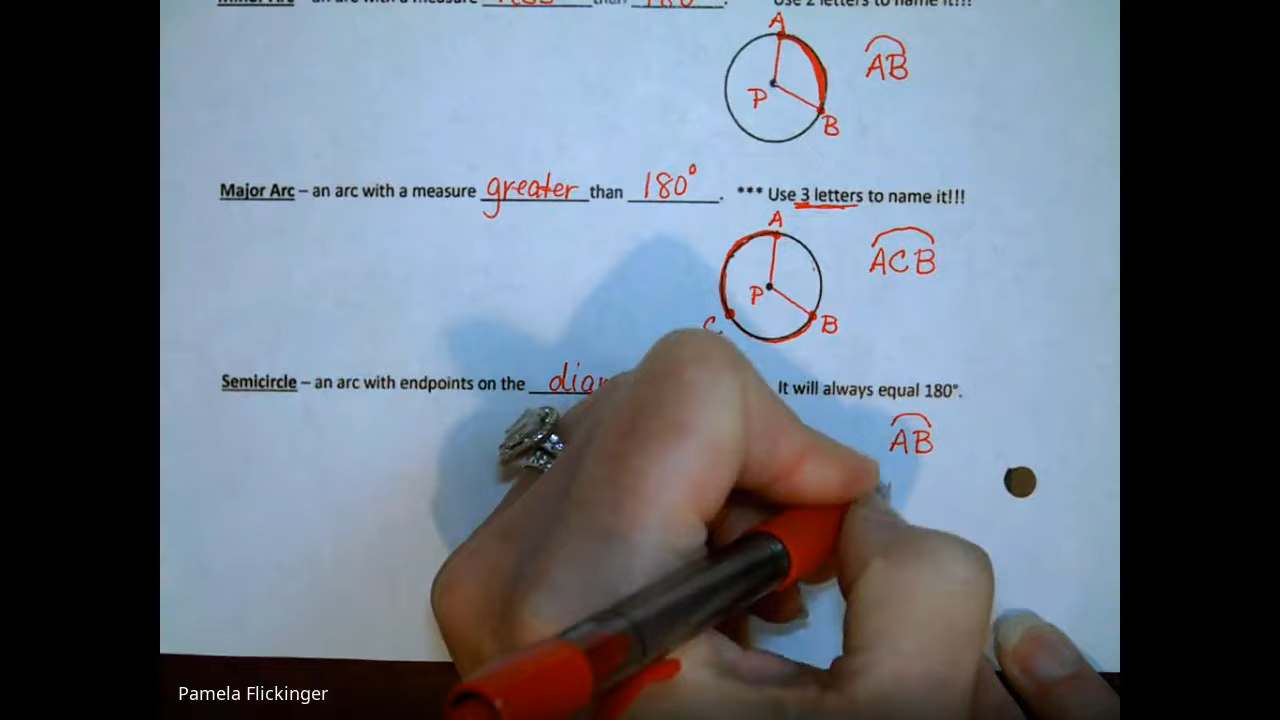 Use 2 letters to name it!!!
A
AB
P
B
Major Arc – an arc with a measure greater than 180°. *** Use 3 letters to name it!!!
A
ACB
P
C
B
Semicircle – an arc with endpoints on the It will always equal 180°.
AB
Pamela Flickinger